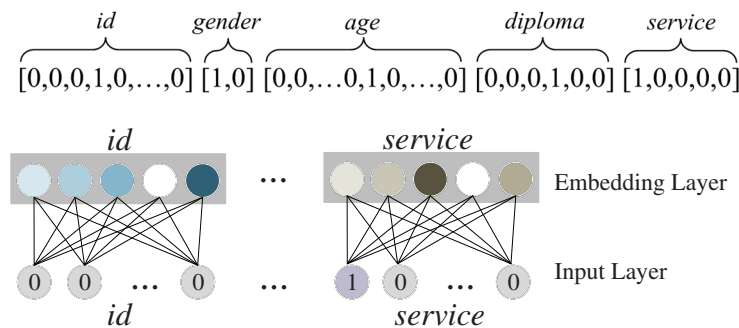 id gender age diploma service
[0,0,0,1,0,…,0] [1,0] [0,0,…0,1,0,…,0] [0,0,0,1,0,0] [1,0,0,0,0]
id ... service
Embedding Layer
0 0 ... 0 ... 1 0 ... 0 Input Layer
id service